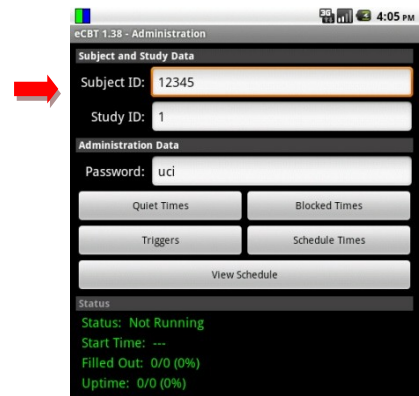 3G 4:05 PM
eCBT 1.38 - Administration
Subject and Study Data
Subject ID: 12345
Study ID: 1
Administration Data
Password: uci
Quiet Times Blocked Times
Triggers Schedule Times
View Schedule
Status
Status: Not Running
Start Time: ---
Filled Out: 0/0 (0%)
Uptime: 0/0 (0%)